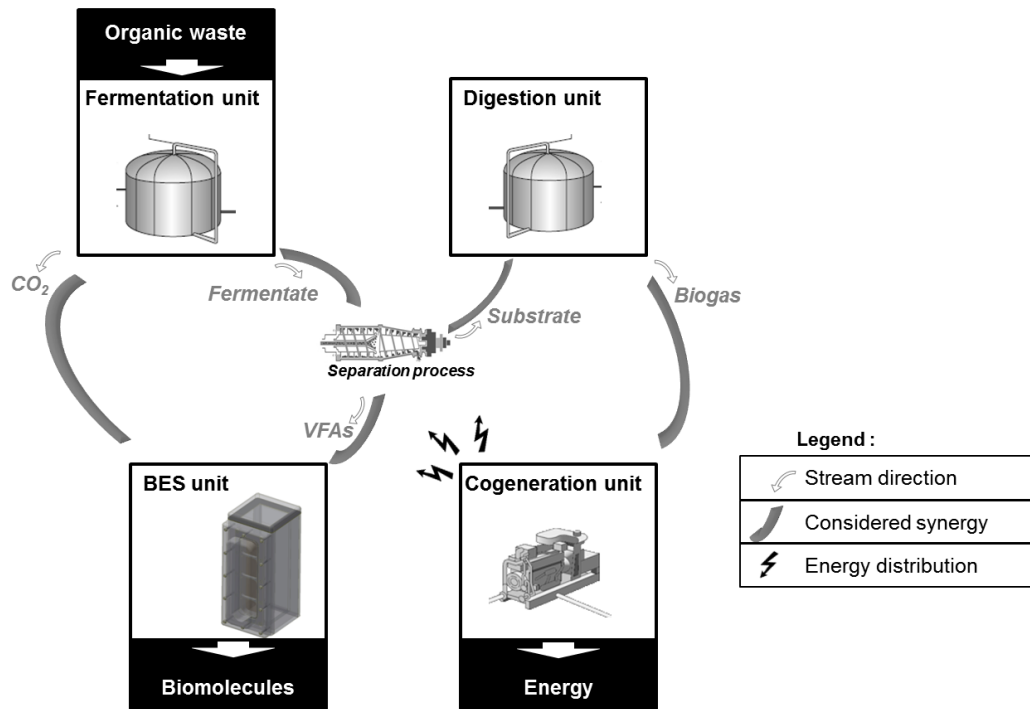 Organic waste
Fermentation unit
Digestion unit
CO₂
Fermentate
Substrate
Biogas
Separation process
VFAs
BES unit
Cogeneration unit
Biomolecules
Energy
Legend :
Stream direction
Considered synergy
Energy distribution